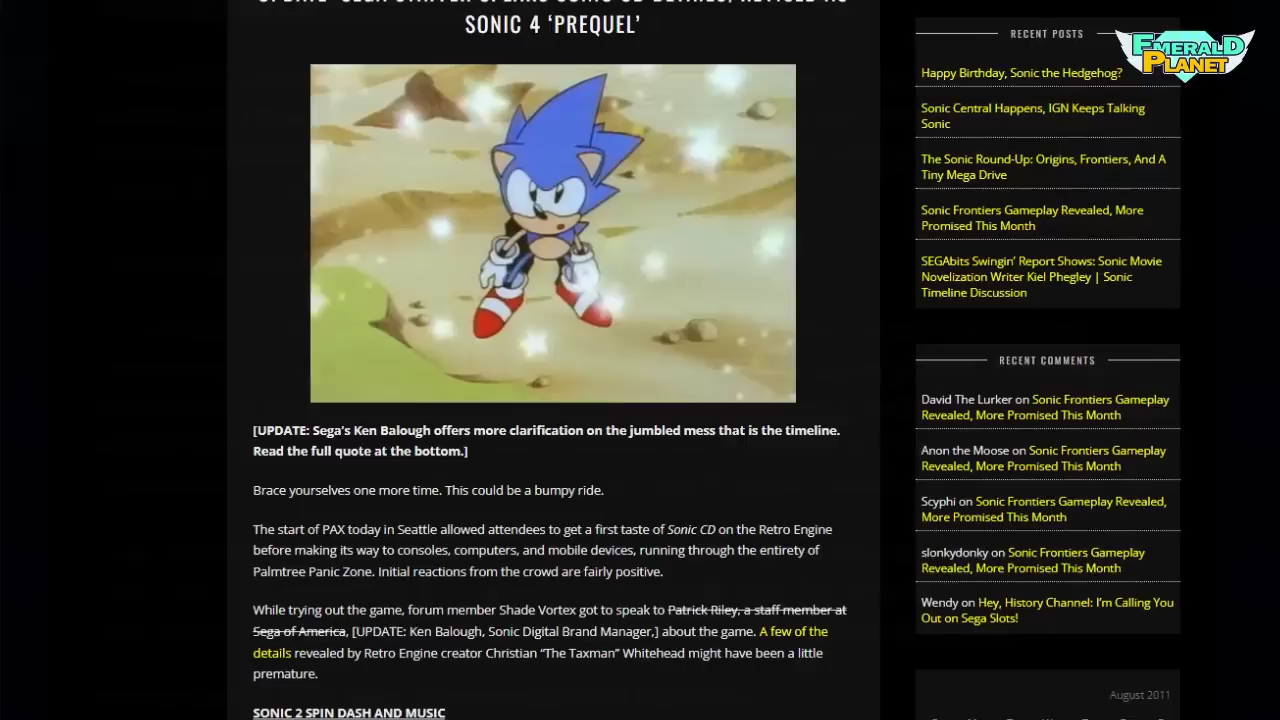 SONIC 4 ‘PREQUEL’
[UPDATE: Sega’s Ken Balough offers more clarification on the jumbled mess that is the timeline.
Read the full quote at the bottom.]
Brace yourselves one more time. This could be a bumpy ride.
The start of PAX today in Seattle allowed attendees to get a first taste of Sonic CD on the Retro Engine
before making its way to consoles, computers, and mobile devices, running through the entirety of
Palmtree Panic Zone. Initial reactions from the crowd are fairly positive.
While trying out the game, forum member Shade Vortex got to speak to Patrick Riley, a staff member at
Sega of America, [UPDATE: Ken Balough, Sonic Digital Brand Manager,] about the game. A few of the
details revealed by Retro Engine creator Christian “The Taxman” Whitehead might have been a little
premature.
SONIC 2 SPIN DASH AND MUSIC
RECENT POSTS
EMERALD
PLANET
Happy Birthday, Sonic the Hedgehog?
Sonic Central Happens, IGN Keeps Talking
Sonic
The Sonic Round-Up: Origins, Frontiers, And A
Tiny Mega Drive
Sonic Frontiers Gameplay Revealed, More
Promised This Month
SEGAbits Swingin’ Report Shows: Sonic Movie
Novelization Writer Kiel Phegley | Sonic
Timeline Discussion
RECENT COMMENTS
David The Lurker on Sonic Frontiers Gameplay
Revealed, More Promised This Month
Anon the Moose on Sonic Frontiers Gameplay
Revealed, More Promised This Month
Scyphi on Sonic Frontiers Gameplay Revealed,
More Promised This Month
slonkydonky on Sonic Frontiers Gameplay
Revealed, More Promised This Month
Wendy on Hey, History Channel: I’m Calling You
Out on Sega Slots!
August 2011